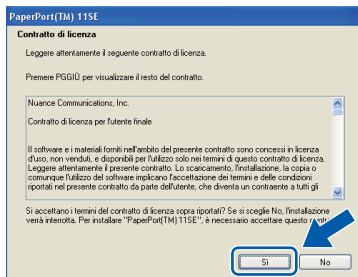 PaperPort(TM) 11SE
Contratto di licenza
Leggere attentamente il seguente contratto di licenza.
Premere PGGIÙ per visualizzare il resto del contratto.
Nuance Communications, Inc.
Contratto di licenza per l'utente finale
Il software e i materiali forniti nell'ambito del presente contratto sono concessi in licenza
d'uso, non venduti, e disponibili per l'utilizzo solo nei termini di questo contratto di licenza.
Leggere attentamente il presente contratto. Lo scaricamento, l'installazione, la copia o
comunque l'utilizzo del software implicano l'accettazione dei termini e delle condizioni
riportati nel presente contratto da parte dell'utente, che diventa un contraente a tutti gli
Si accettano i termini del contratto di licenza sopra riportati? Se si sceglie No, l'installazione
verrà interrotta. Per installare "PaperPort(TM) 11SE", è necessario accettare questo
Sì No